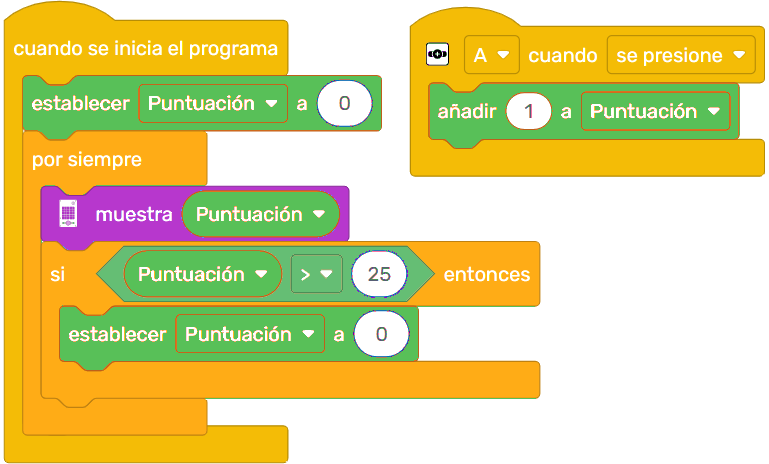 cuando se inicia el programa
establecer Puntuación a 0
por siempre
muestra Puntuación
si Puntuación > 25 entonces
establecer Puntuación a 0
A cuando se presione
añadir 1 a Puntuación